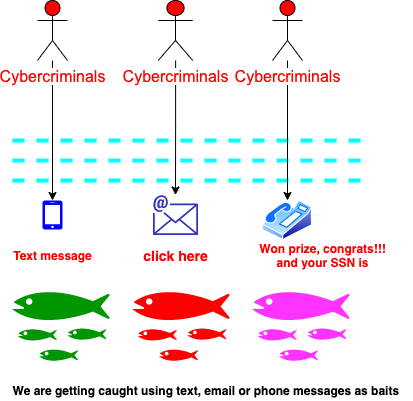 Cybercriminals Cybercriminals Cybercriminals
@
Text message
click here
Won prize, congrats!!!
and your SSN is
We are getting caught using text, email or phone messages as baits